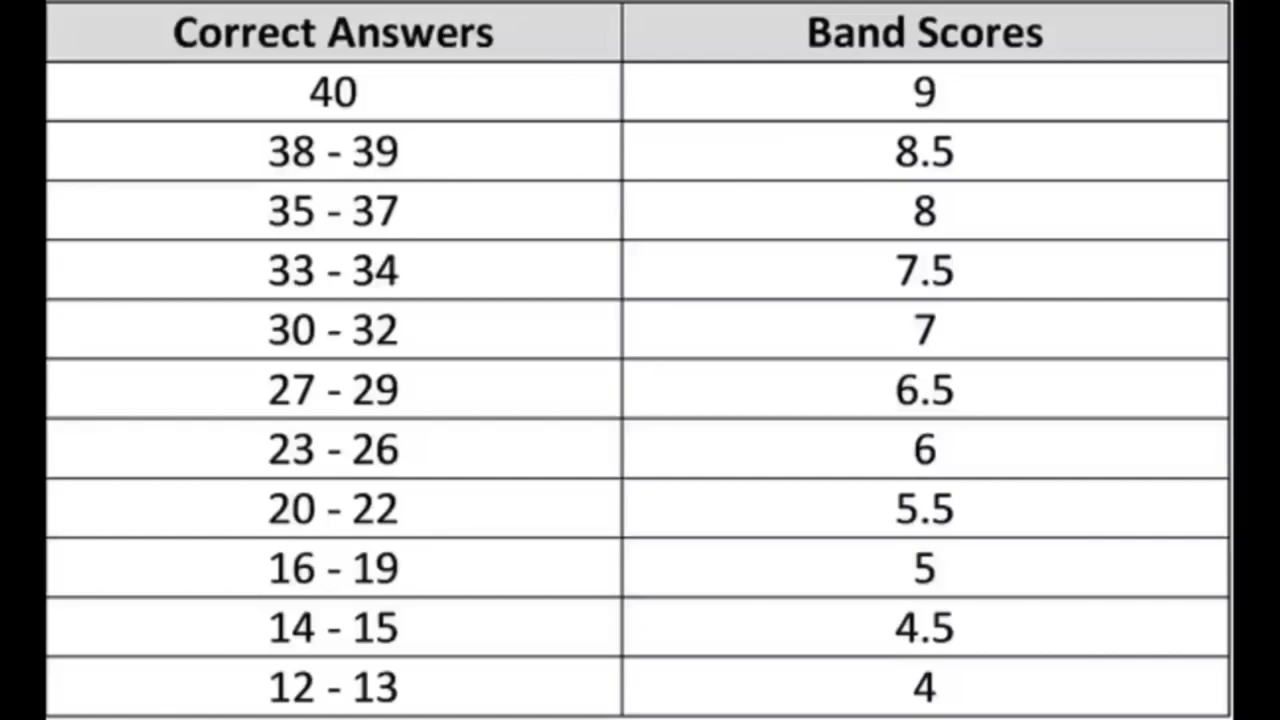 Correct Answers Band Scores
40 9
38 - 39 8.5
35 - 37 8
33 - 34 7.5
30 - 32 7
27 - 29 6.5
23 - 26 6
20 - 22 5.5
16 - 19 5
14 - 15 4.5
12 - 13 4